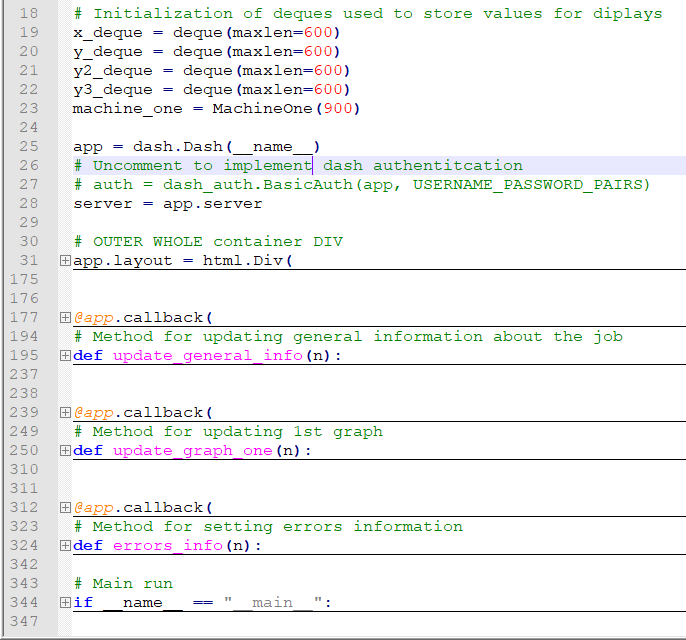 18 # Initialization of deques used to store values for diplays
19 x_deque = deque(maxlen=600)
20 y_deque = deque(maxlen=600)
21 y2_deque = deque(maxlen=600)
22 y3_deque = deque(maxlen=600)
23 machine_one = MachineOne(900)
24
25 app = dash.Dash(__name__)
26 # Uncomment to implement dash authentitcation
27 # auth = dash_auth.BasicAuth(app, USERNAME_PASSWORD_PAIRS)
28 server = app.server
29
30 # OUTER WHOLE container DIV
31 app.layout = html.Div(
175
176
177 @app.callback(
194 # Method for updating general information about the job
195 def update_general_info(n):
237
238
239 @app.callback(
249 # Method for updating 1st graph
250 def update_graph_one(n):
310
311
312 @app.callback(
323 # Method for setting errors information
324 def errors_info(n):
342
343 # Main run
344 if __name__ == "__main__":
347